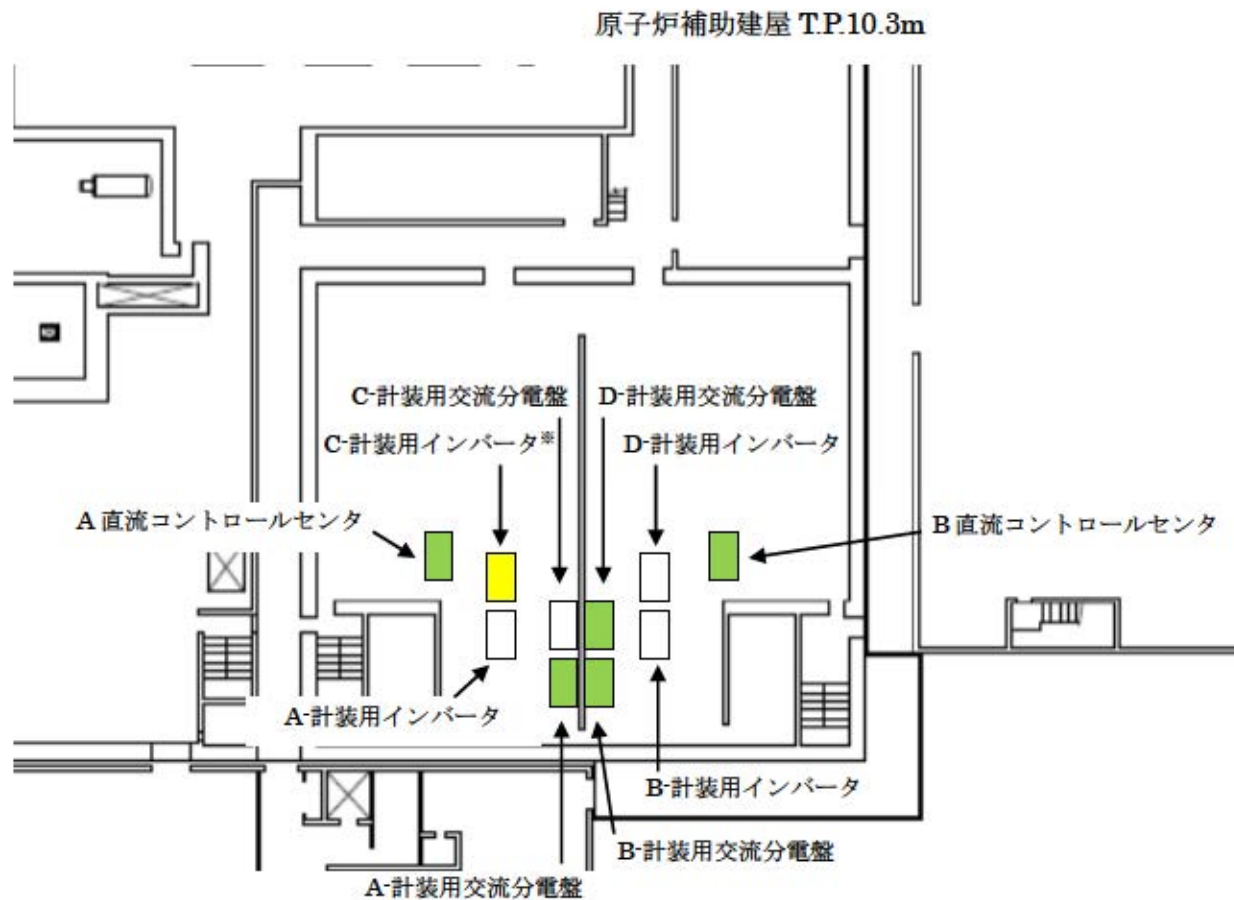 原子炉補助建屋 T.P.10.3m
C-計装用交流分電盤
D-計装用交流分電盤
C-計装用インバータ※
D-計装用インバータ
A 直流コントロールセンタ
B 直流コントロールセンタ
A-計装用インバータ
B-計装用インバータ
B-計装用交流分電盤
A-計装用交流分電盤